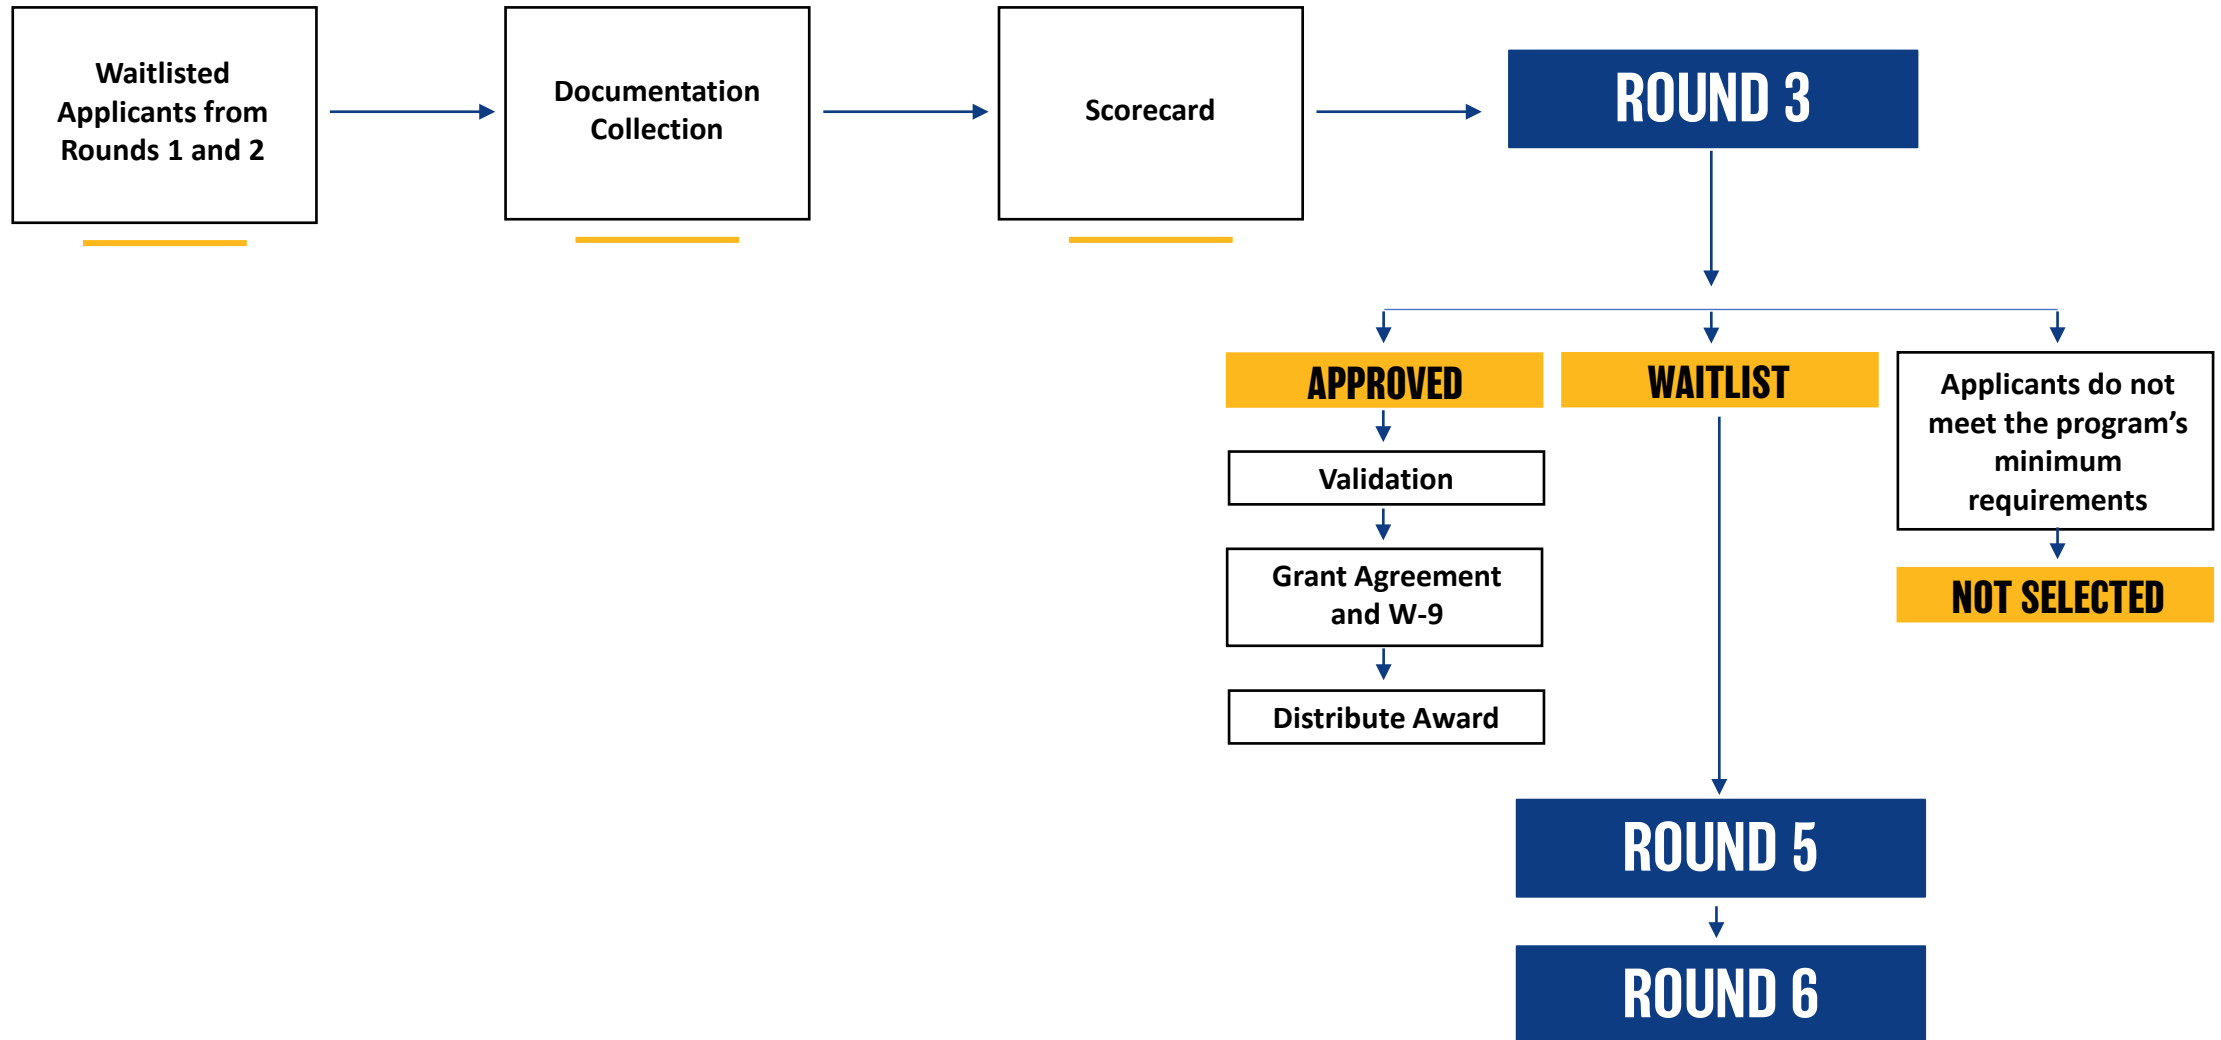 Waitlisted
Applicants from
Rounds 1 and 2
Documentation
Collection
Scorecard
ROUND 3
APPROVED
WAITLIST
Applicants do not
meet the program’s
minimum
requirements
Validation
Grant Agreement
and W-9
NOT SELECTED
Distribute Award
ROUND 5
ROUND 6